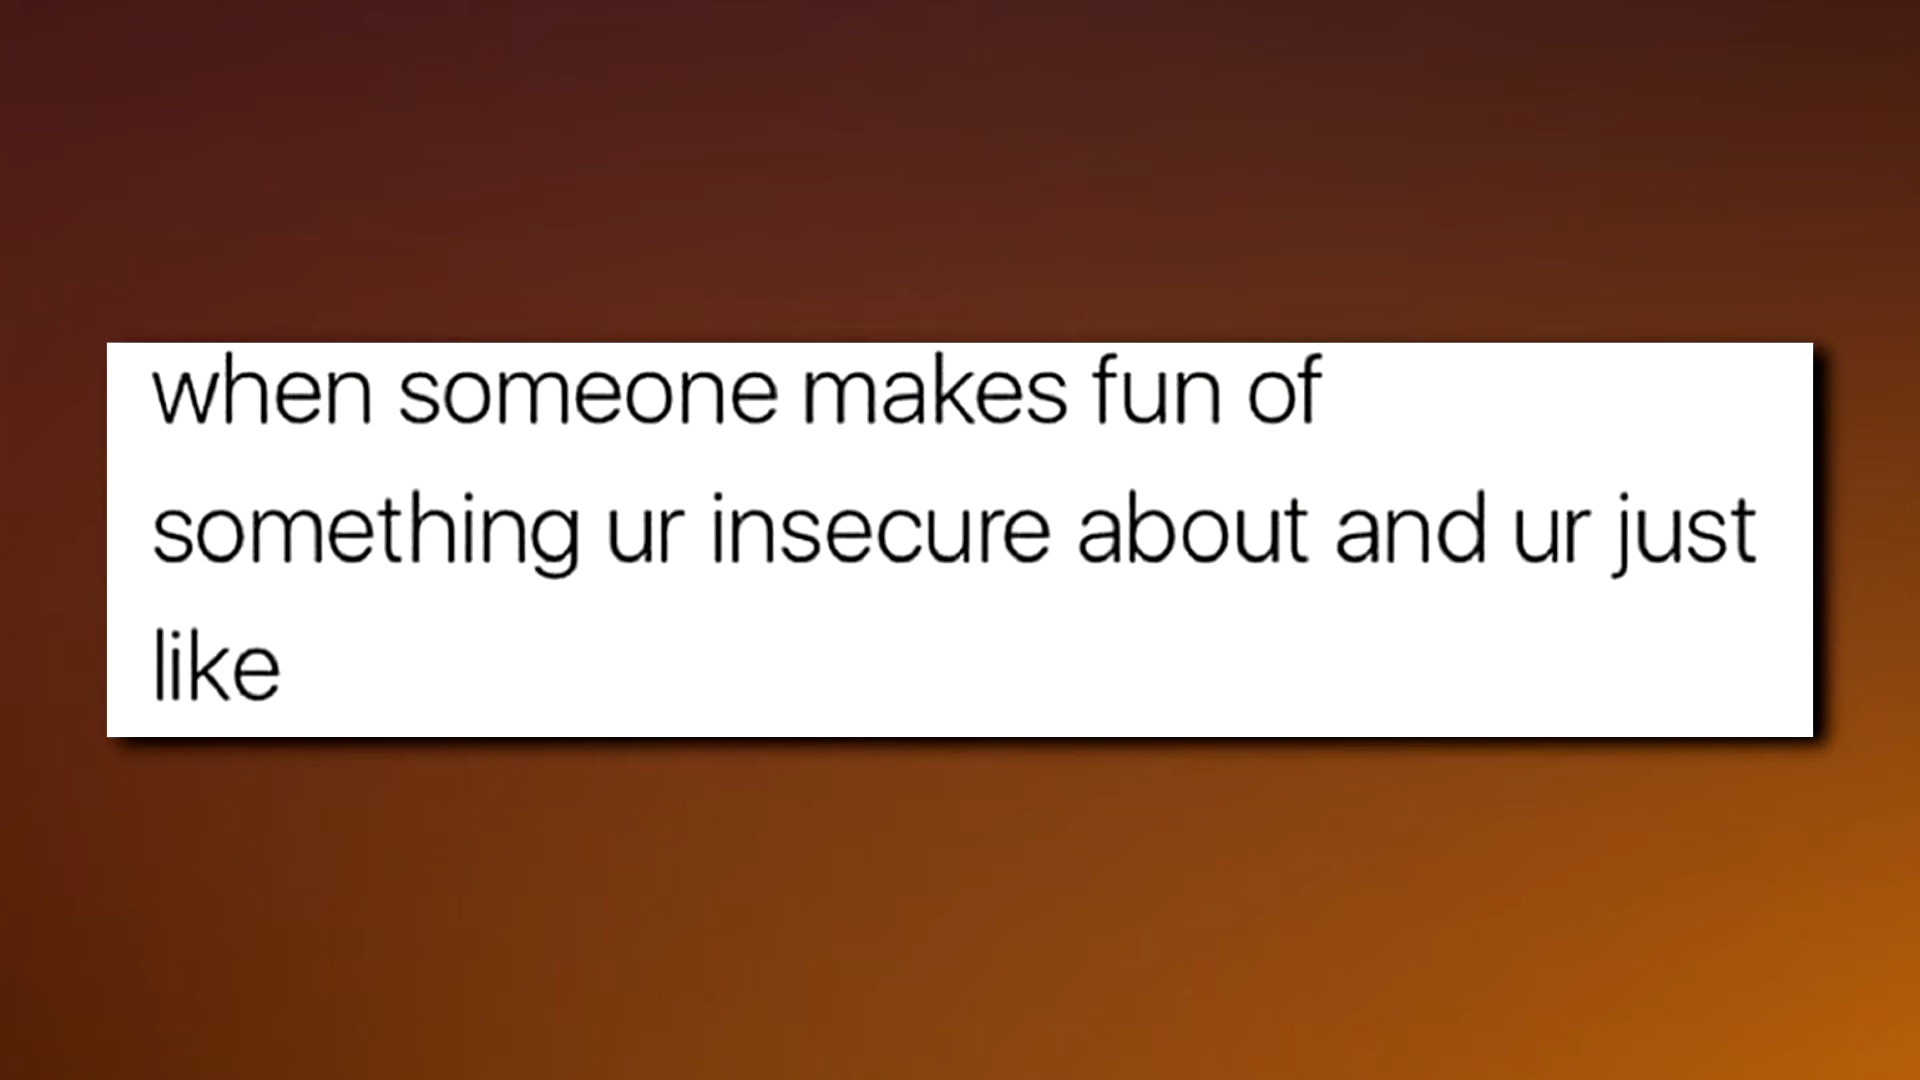 when someone makes fun of
something ur insecure about and ur just
like